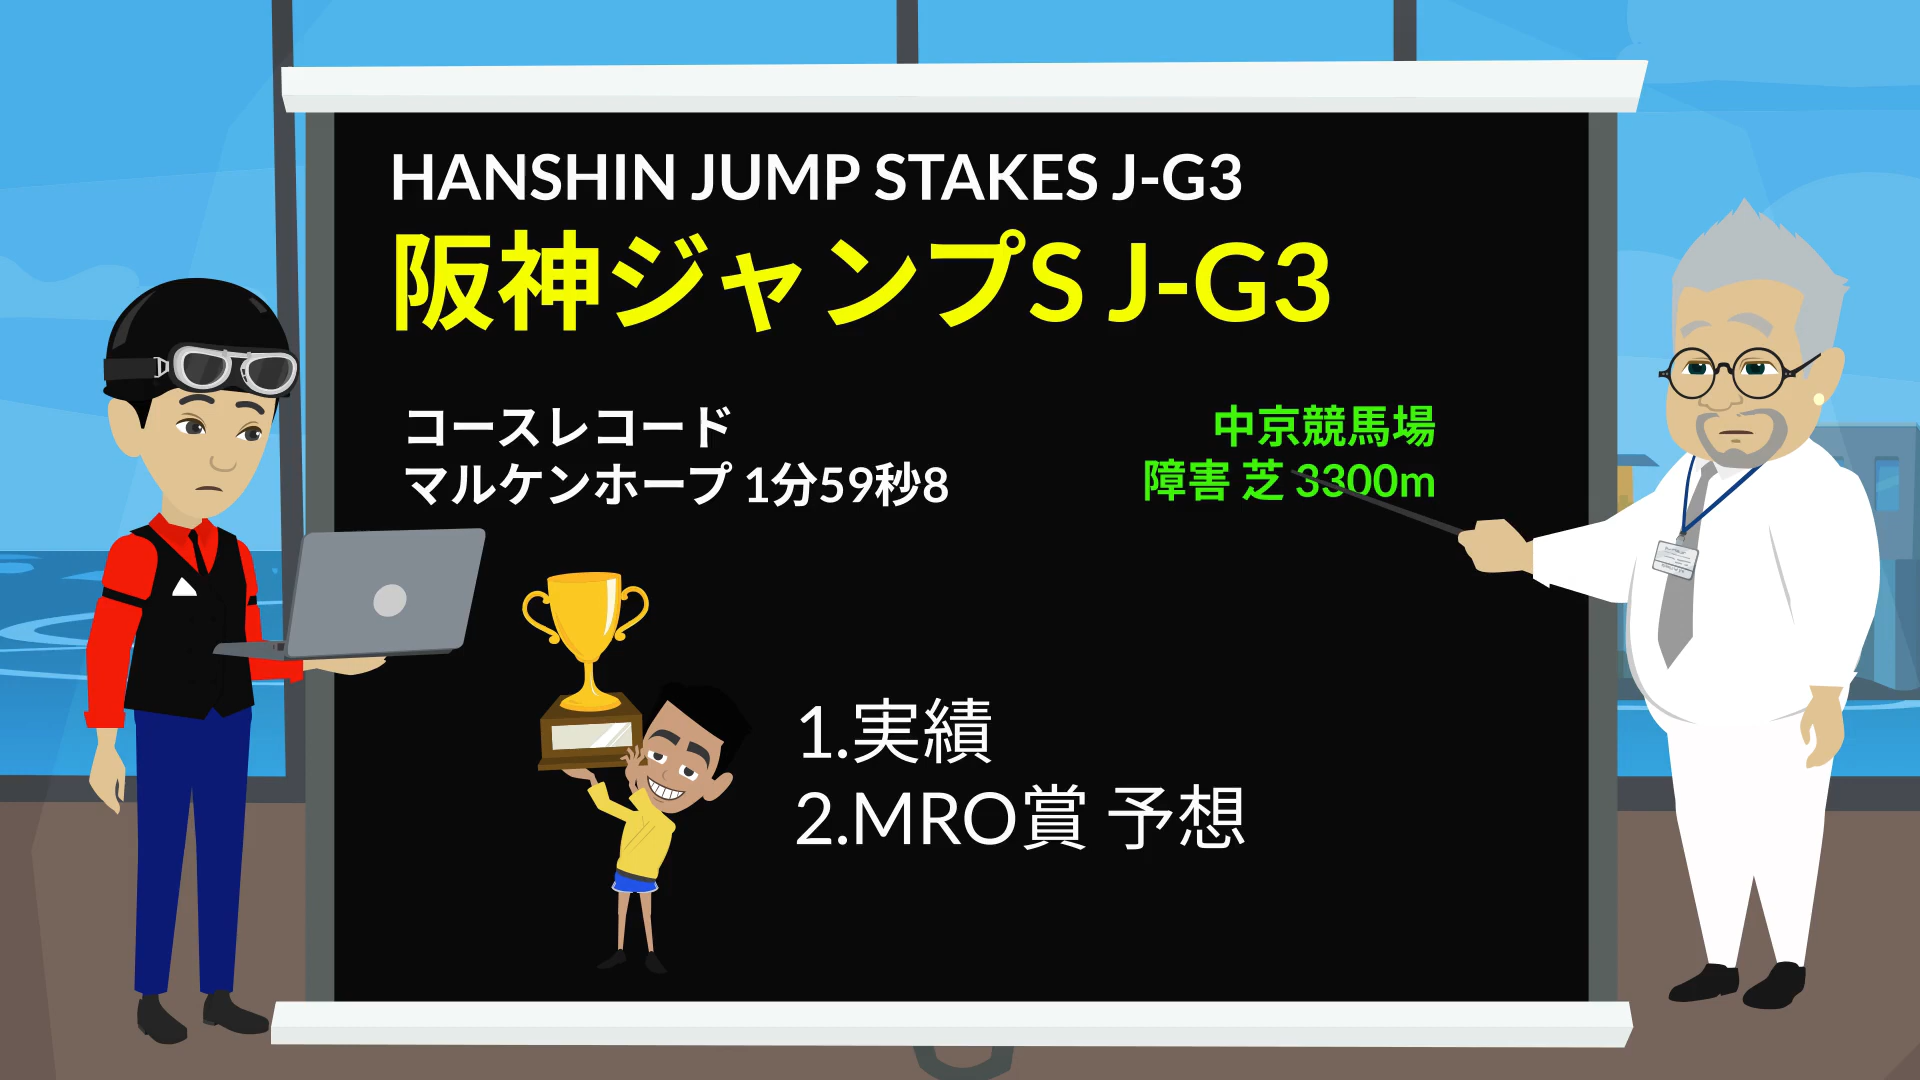 HANSHIN JUMP STAKES J-G3
阪神ジャンプS J-G3
コースレコード
マルケンホープ 1分59秒8
中京競馬場
障害 芝 3300m
1.実績
2.MRO賞 予想